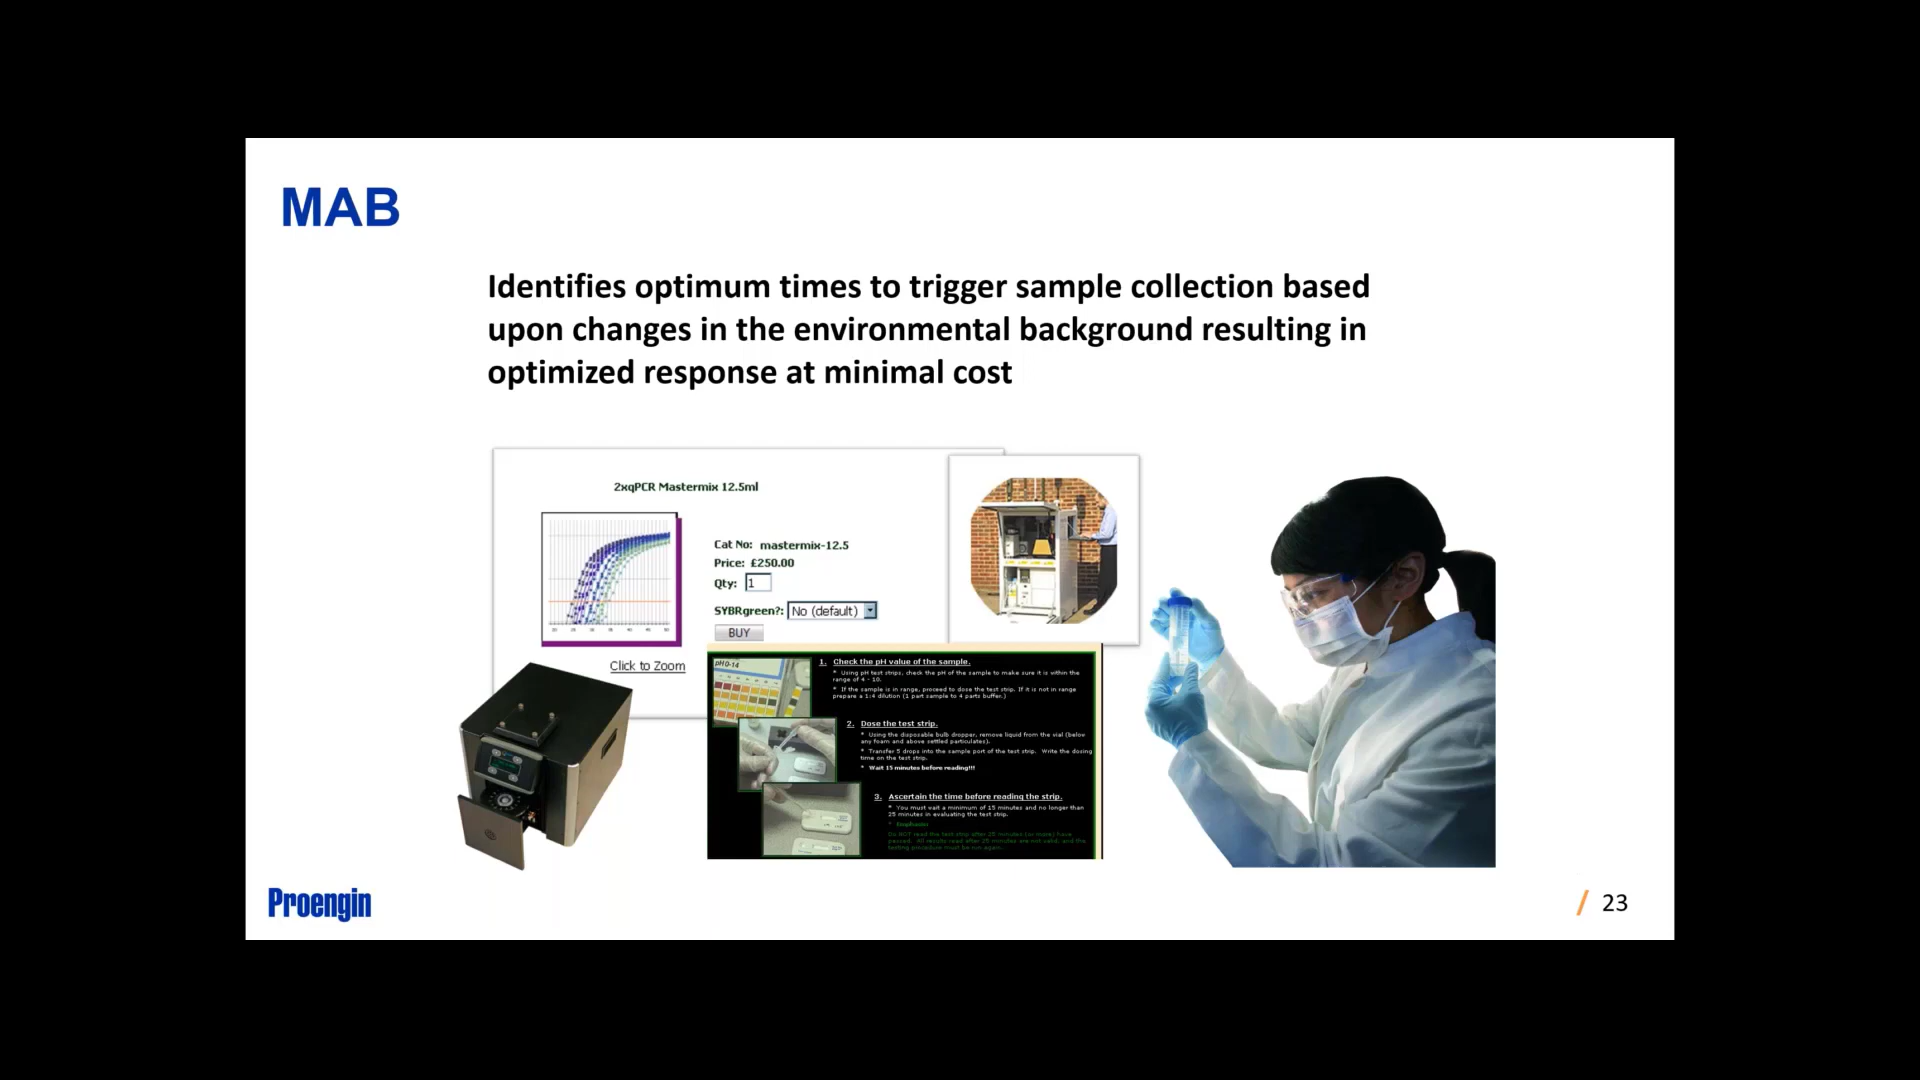 MAB
Identifies optimum times to trigger sample collection based
upon changes in the environmental background resulting in
optimized response at minimal cost
2xqPCR Mastermix 12.5ml
Cat No: mastermix-12.5
Price: £250.00
Qty: 1
SYBRgreen?: No (default)
BUY
Click to Zoom
pH0-14
1. Check the pH value of the sample.
* Using pH test strips, check the pH of the sample to make sure it is within the
range of 4 - 10.
* If the sample is in range, proceed to dose the test strip. If it is not in range
prepare a 1:4 dilution (1 part sample to 4 parts buffer.)
2. Dose the test strip.
* Using the disposable bulb dropper, remove liquid from the vial (below
any foam and above settled particulates).
* Transfer 5 drops into the sample port of the test strip. Write the dosing
time on the test strip.
* Wait 15 minutes before reading!!!
3. Ascertain the time before reading the strip.
* You must wait a minimum of 15 minutes and no longer than
25 minutes in evaluating the test strip.
* Emphasize
Do NOT read the test strip after 25 minutes (or more) have
passed. All results read after 25 minutes are not valid, and the
testing procedure must be run again.
Proengin
/ 23